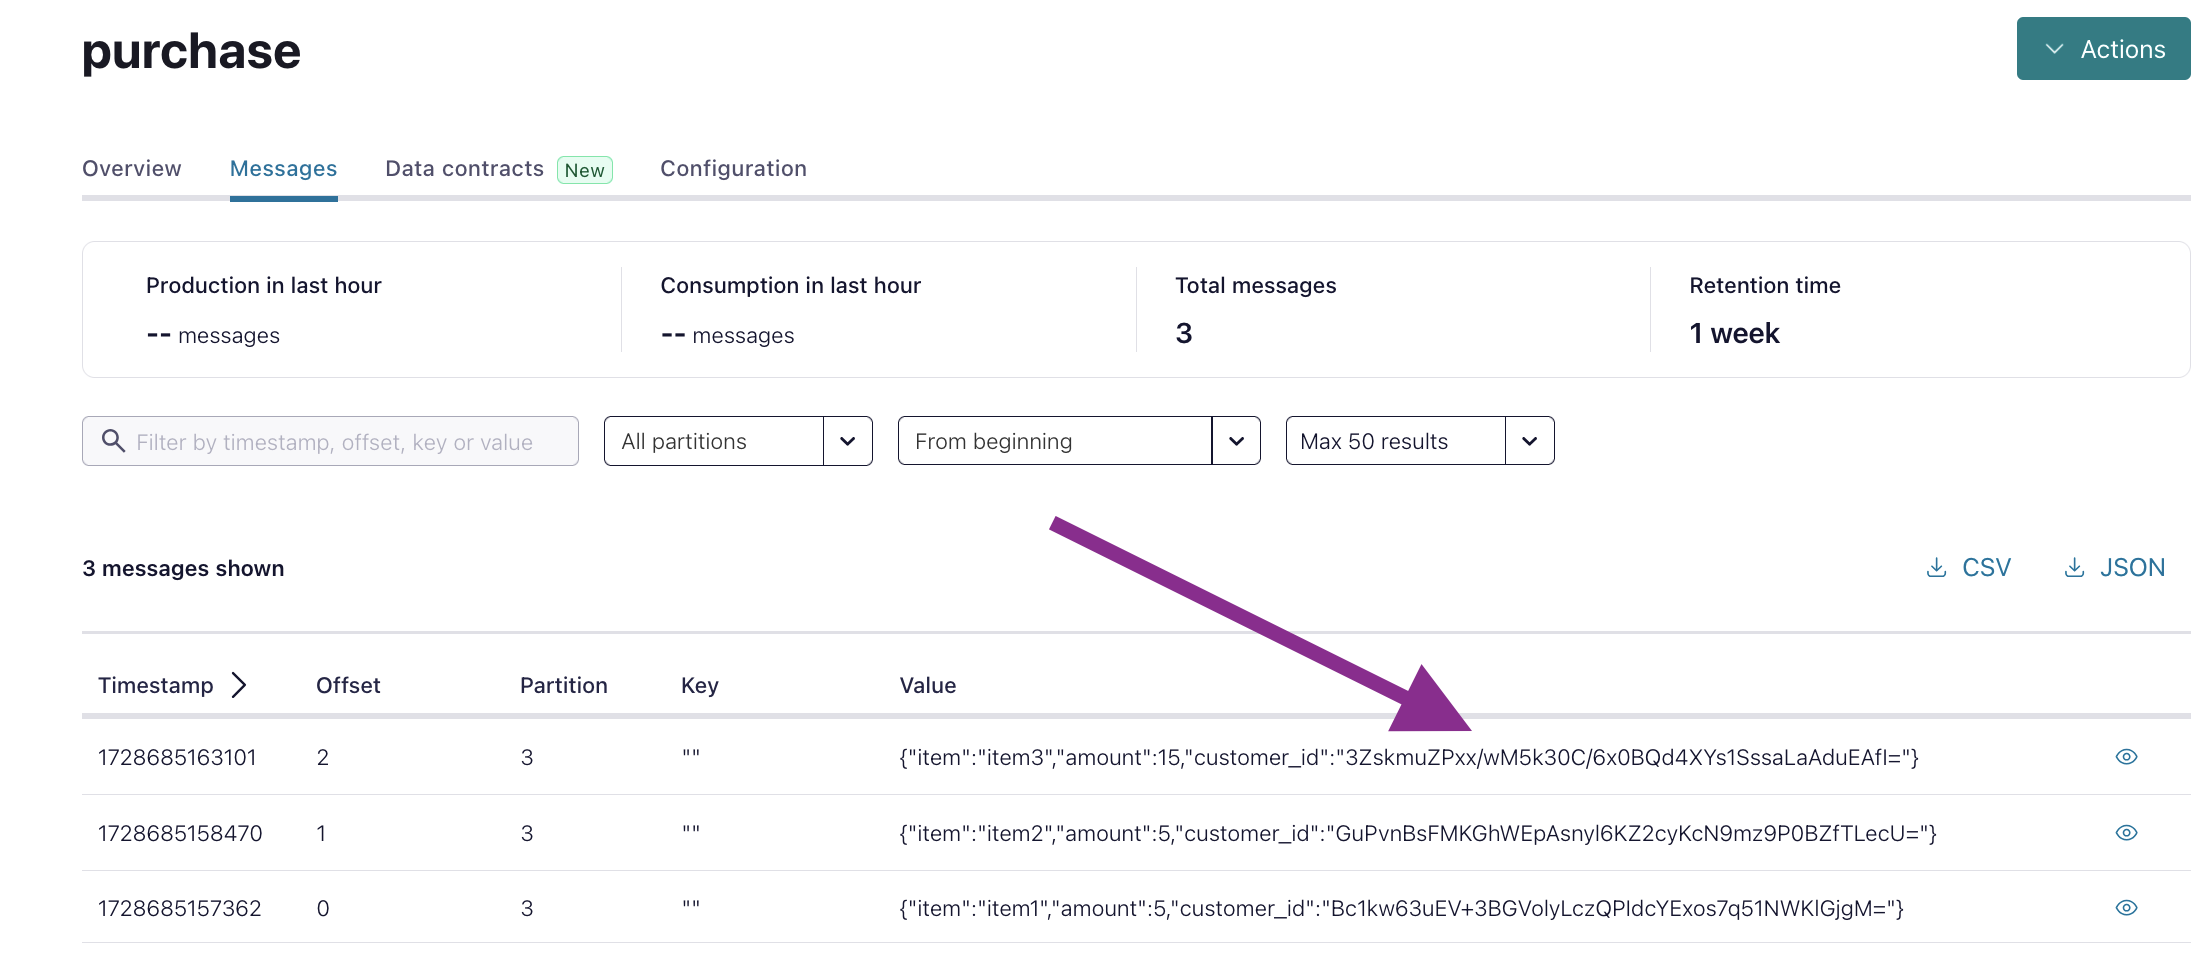 purchase
Actions
Overview Messages Data contracts New Configuration
Production in last hour Consumption in last hour Total messages Retention time
-- messages -- messages 3 1 week
Filter by timestamp, offset, key or value All partitions From beginning Max 50 results
3 messages shown CSV JSON
Timestamp Offset Partition Key Value
1728685163101 2 3 "" {"item":"item3","amount":15,"customer_id":"3ZskmuZPxx/wM5k30C/6x0BQd4XYs1SssaLaAduEAfI="}
1728685158470 1 3 "" {"item":"item2","amount":5,"customer_id":"GuPvnBsFMKGhWEpAsnyl6KZ2cyKcN9mz9P0BZfTLecU="}
1728685157362 0 3 "" {"item":"item1","amount":5,"customer_id":"Bc1kw63uEV+3BGVolyLczQPIdcYExos7q51NWKlGjgM="}